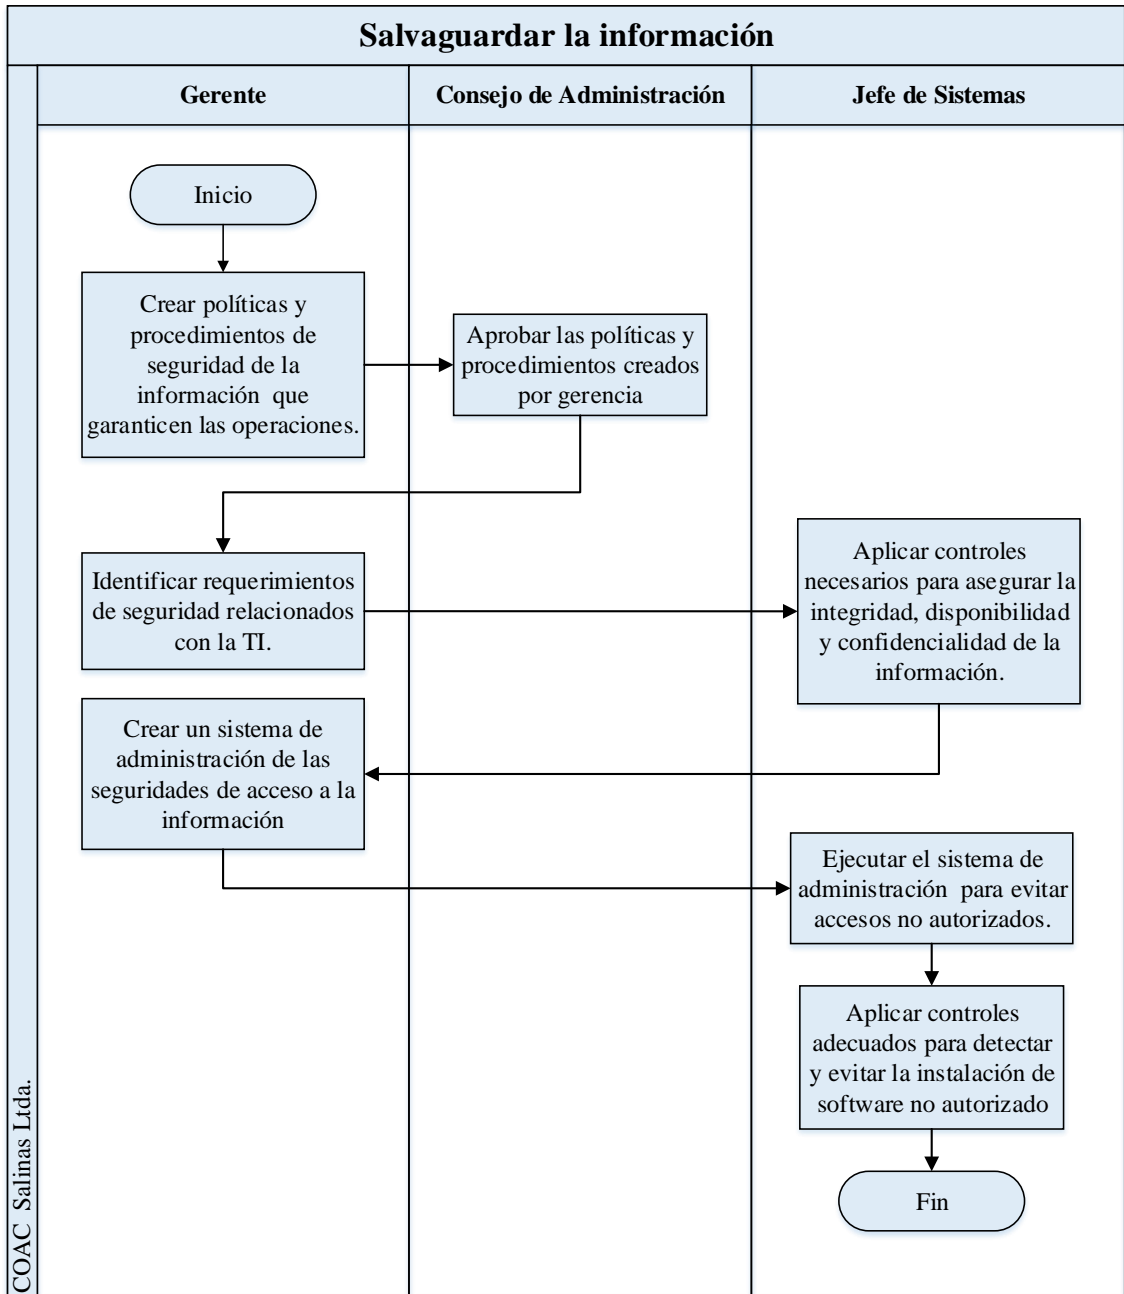 Salvaguardar la información
Gerente
Consejo de Administración
Jefe de Sistemas
Inicio
Crear políticas y
procedimientos de
seguridad de la
información que
garanticen las operaciones.
Aprobar las políticas y
procedimientos creados
por gerencia
Identificar requerimientos
de seguridad relacionados
con la TI.
Aplicar controles
necesarios para asegurar la
integridad, disponibilidad
y confidencialidad de la
información.
Crear un sistema de
administración de las
seguridades de acceso a la
información
Ejecutar el sistema de
administración para evitar
accesos no autorizados.
Aplicar controles
adecuados para detectar
y evitar la instalación de
software no autorizado
Fin
COAC Salinas Ltda.